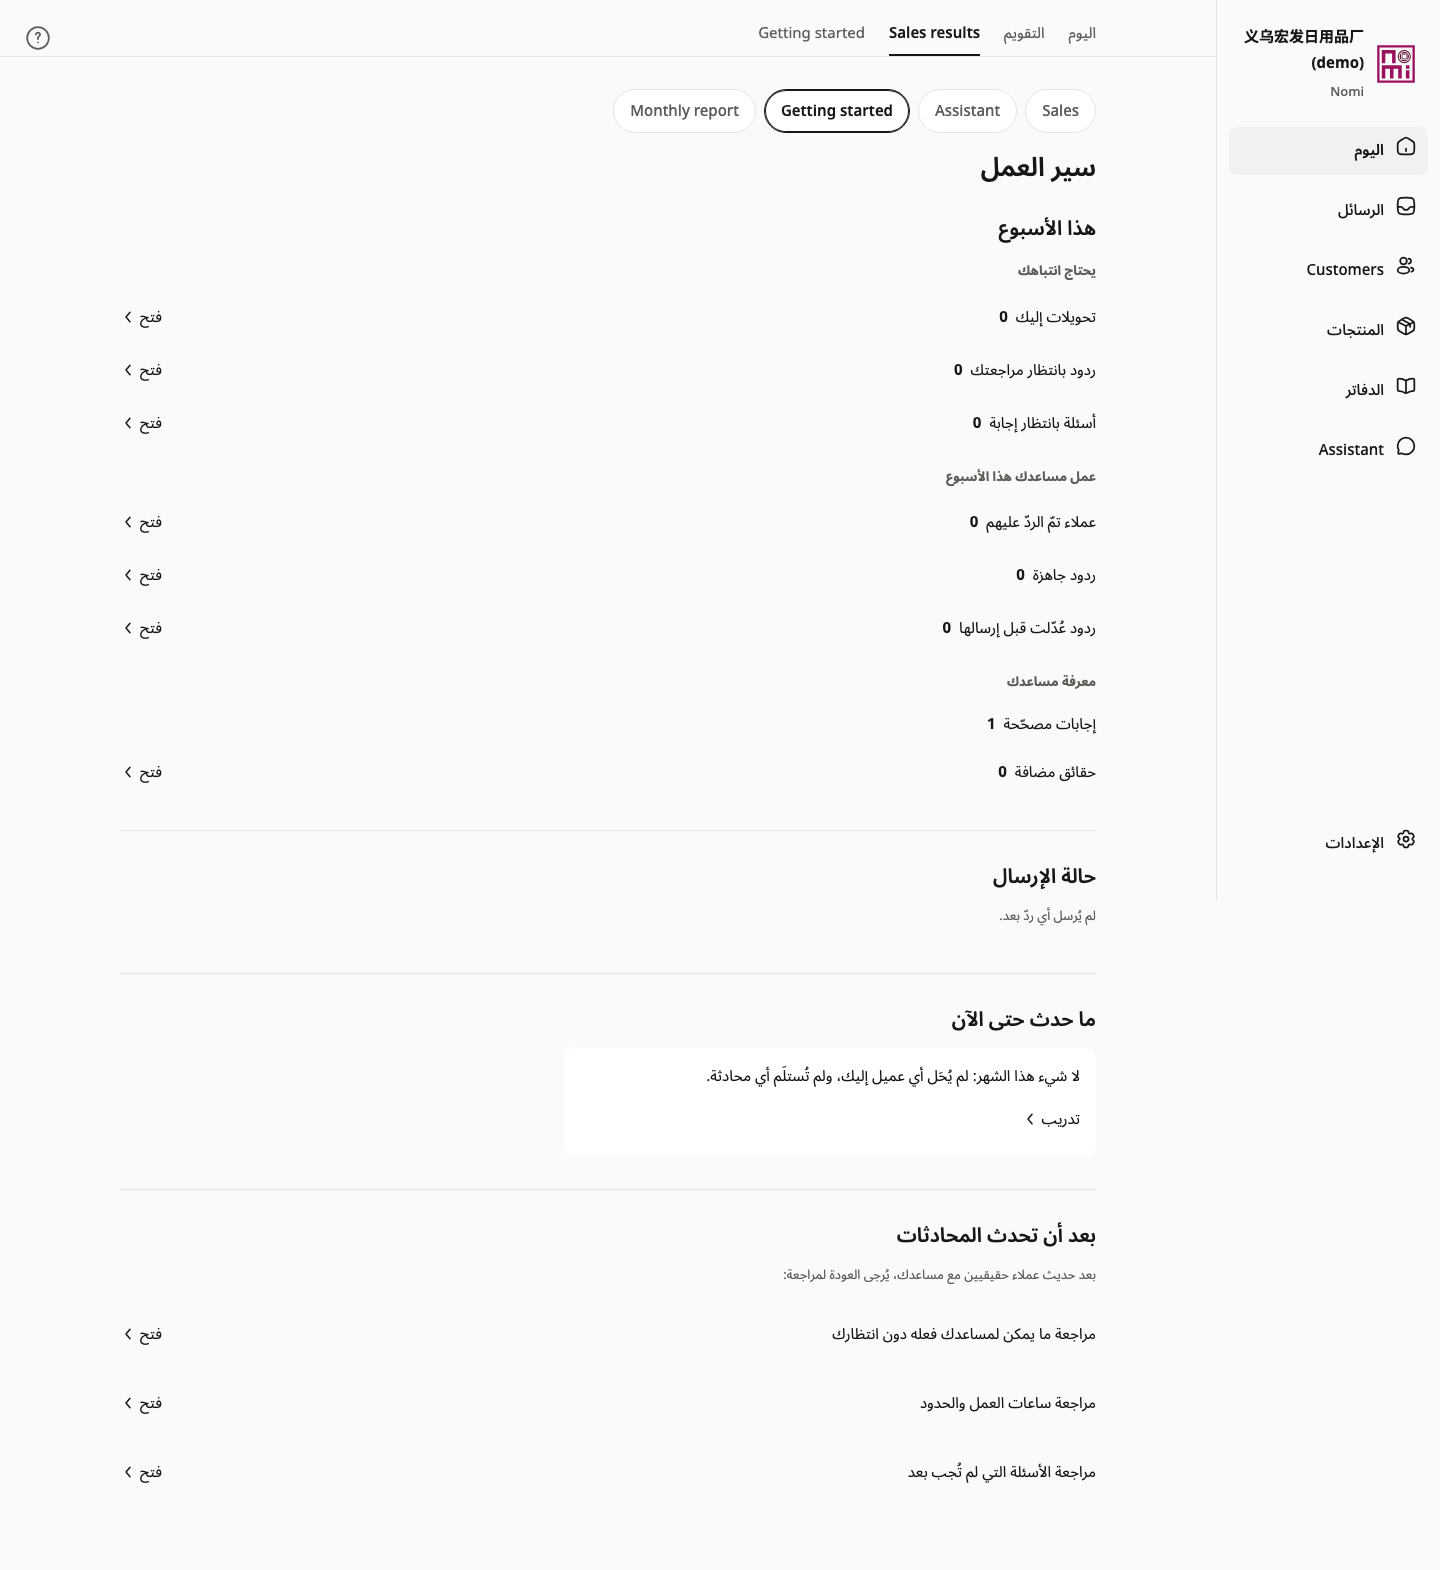 义乌宏发日用品厂
(demo)
Nomi
اليوم
الرسائل
Customers
المنتجات
الدفاتر
Assistant
الإعدادات
اليوم
التقويم
Sales results
Getting started
Sales
Assistant
Getting started
Monthly report
سير العمل
هذا الأسبوع
يحتاج انتباهك
تحويلات إليك 0
فتح
ردود بانتظار مراجعتك 0
فتح
أسئلة بانتظار إجابة 0
فتح
عمل مساعدك هذا الأسبوع
عملاء تمّ الردّ عليهم 0
فتح
ردود جاهزة 0
فتح
ردود عُدّلت قبل إرسالها 0
فتح
معرفة مساعدك
إجابات مصحّحة 1
حقائق مضافة 0
فتح
حالة الإرسال
لم يُرسل أي ردّ بعد.
ما حدث حتى الآن
لا شيء هذا الشهر: لم يُحَل أي عميل إليك، ولم تُستلَم أي محادثة.
تدريب
بعد أن تحدث المحادثات
بعد حديث عملاء حقيقيين مع مساعدك، يُرجى العودة لمراجعة:
مراجعة ما يمكن لمساعدك فعله دون انتظارك
فتح
مراجعة ساعات العمل والحدود
فتح
مراجعة الأسئلة التي لم تُجب بعد
فتح